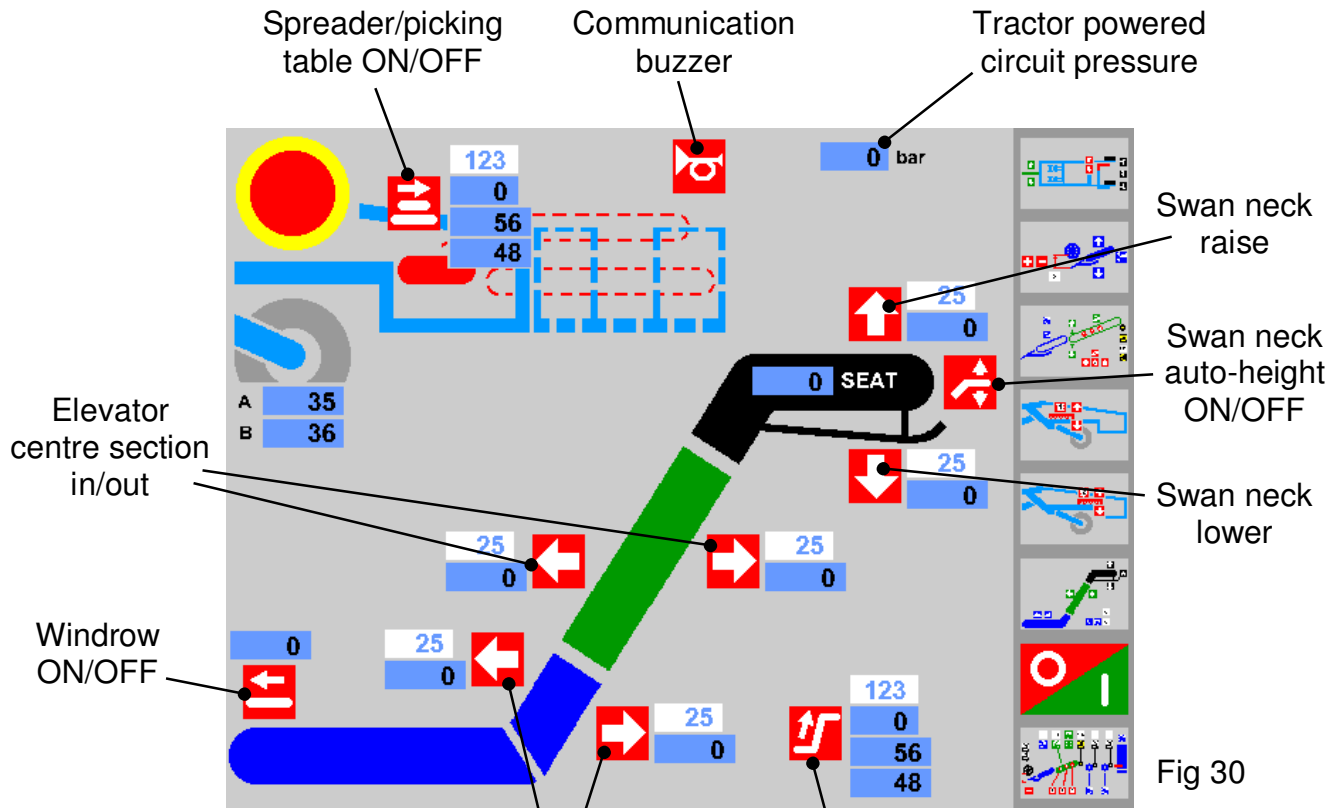 Spreader/picking
table ON/OFF
Communication
buzzer
Tractor powered
circuit pressure
123
0
56
48
0 bar
Swan neck
raise
25
0
Swan neck
auto-height
ON/OFF
0 SEAT
A 35
B 36
Elevator
centre section
in/out
25
0
Swan neck
lower
25
0
25
0
Windrow
ON/OFF
0
25
0
25
0
123
0
56
48
Fig 30